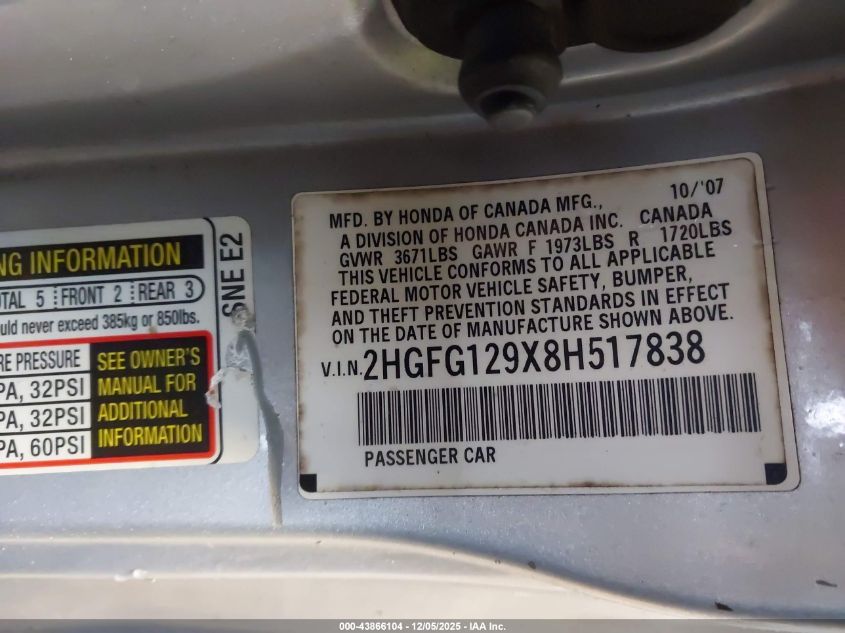 NG INFORMATION
OTAL 5 FRONT 2 REAR 3
never exceed 385kg or 850lbs.
PRESSURE SEE OWNER'S
PA, 32PSI MANUAL FOR
PA, 32PSI ADDITIONAL
PA, 60PSI INFORMATION
SNE E2
MFD. BY HONDA OF CANADA MFG., 10/'07
A DIVISION OF HONDA CANADA INC. CANADA
GVWR 3671LBS GAWR F 1973LBS R 1720LBS
THIS VEHICLE CONFORMS TO ALL APPLICABLE
FEDERAL MOTOR VEHICLE SAFETY, BUMPER,
AND THEFT PREVENTION STANDARDS IN EFFECT
ON THE DATE OF MANUFACTURE SHOWN ABOVE.
V.I.N. 2HGFG129X8H517838
PASSENGER CAR
000-43866104 - 12/05/2025 - IAA Inc.